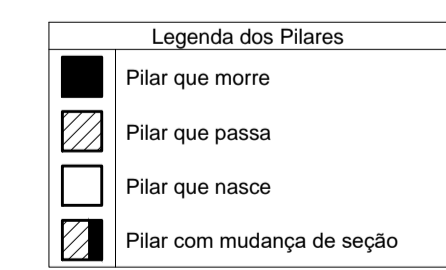 Legenda dos Pilares
Pilar que morre
Pilar que passa
Pilar que nasce
Pilar com mudança de seção